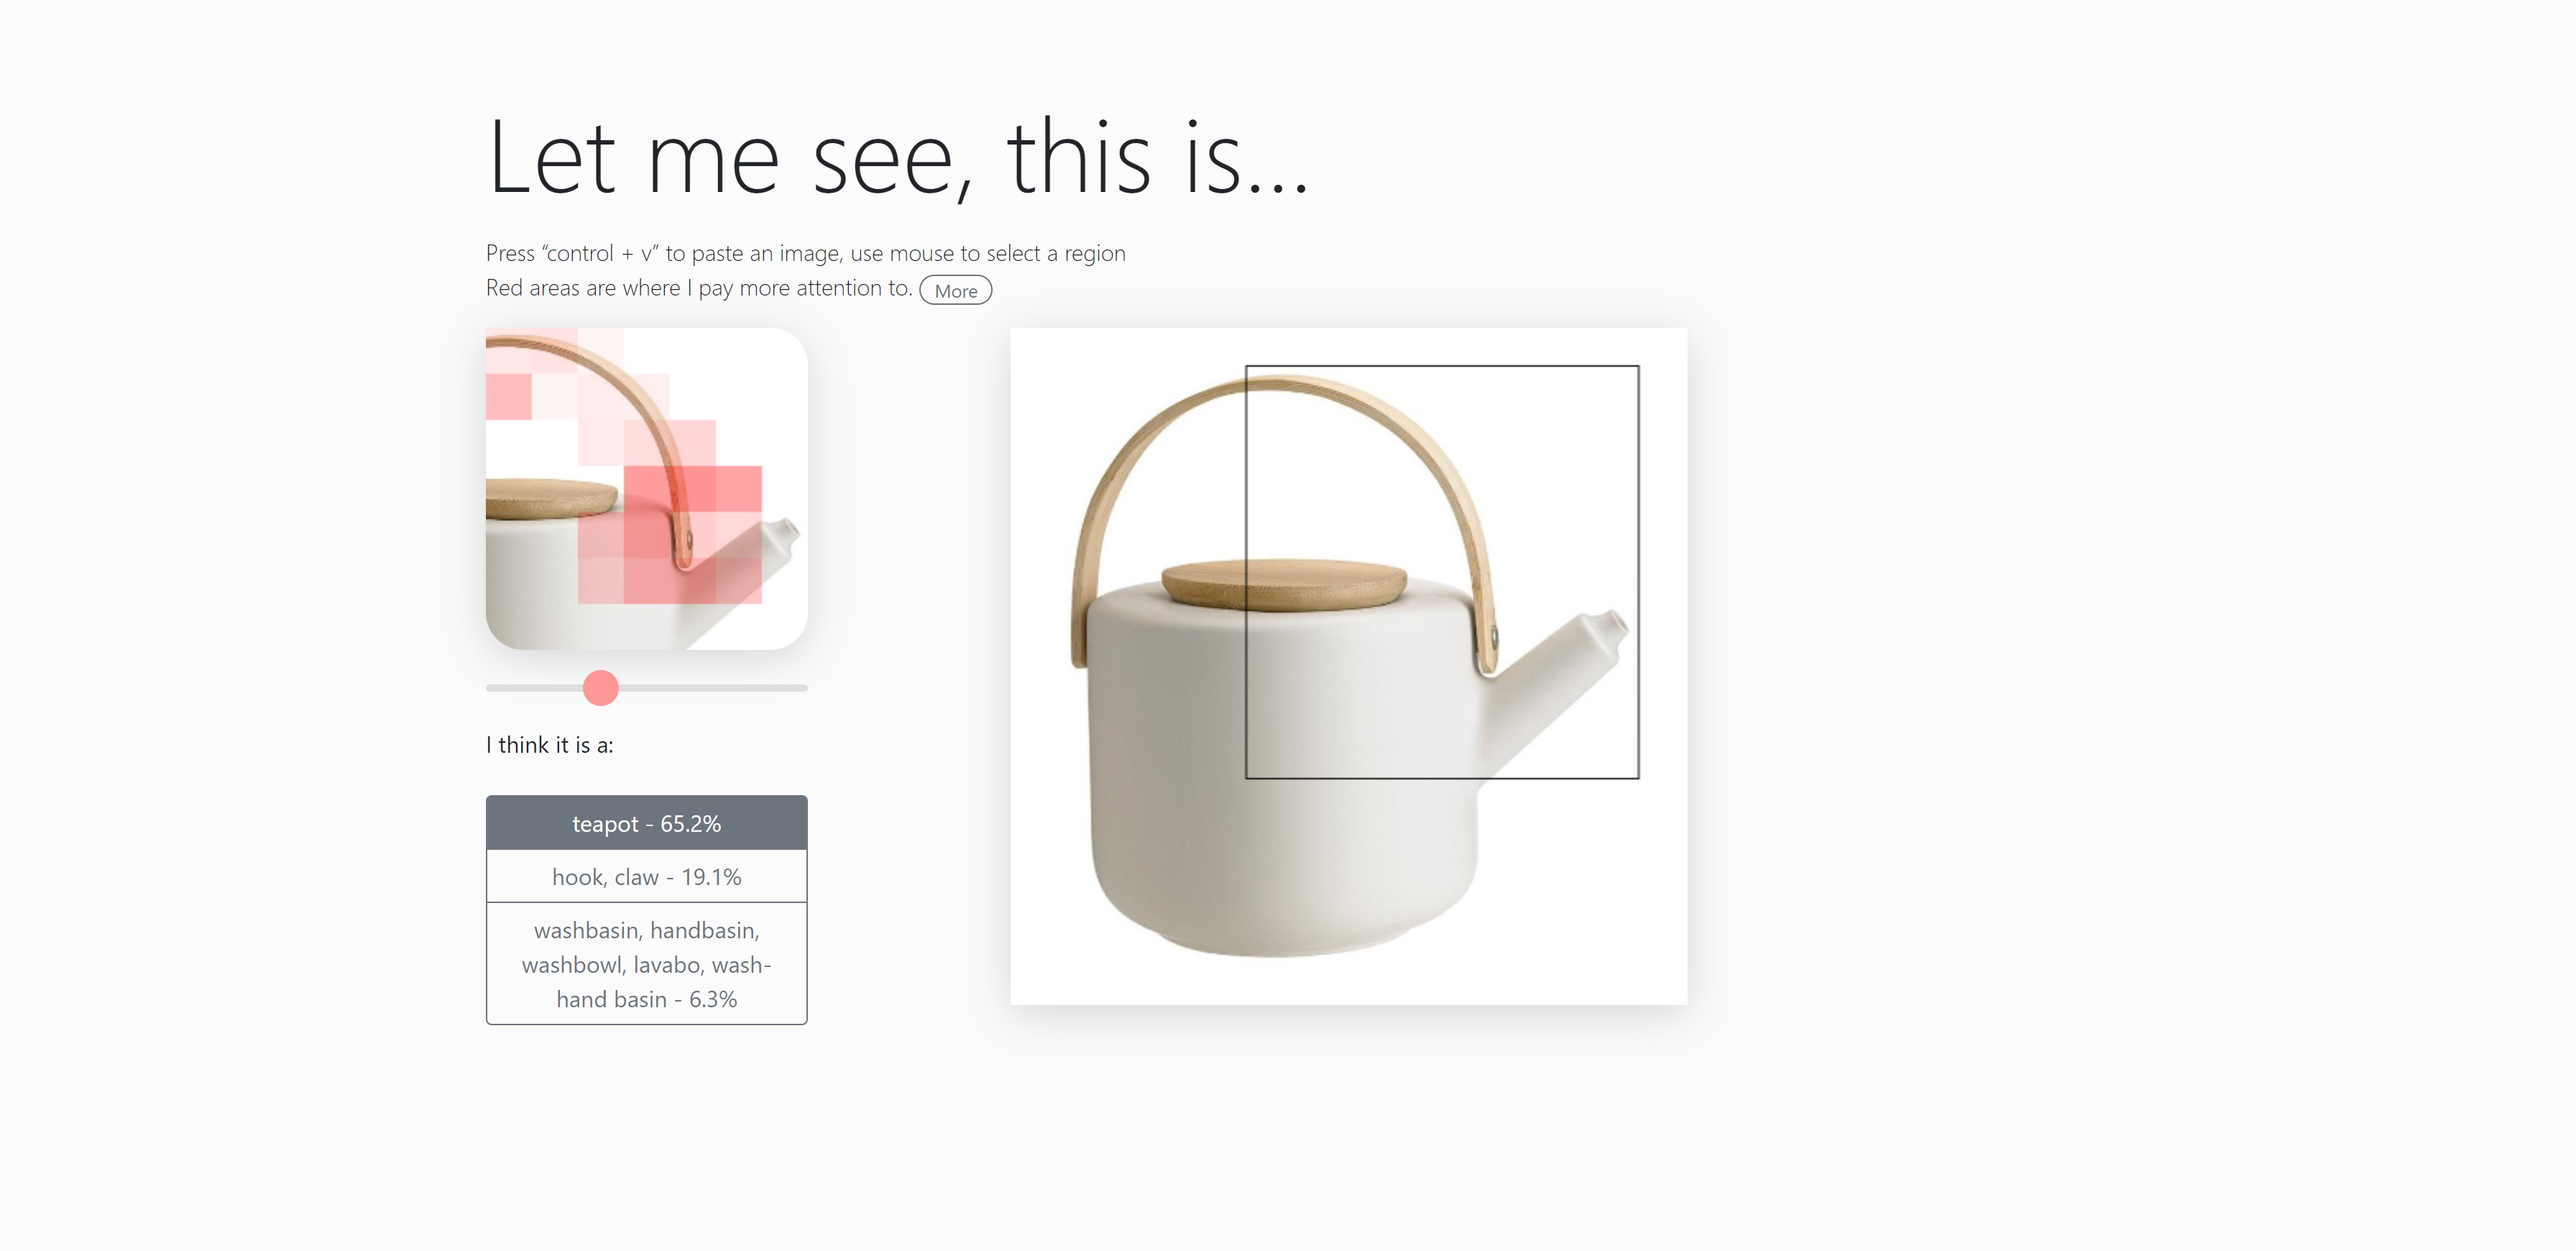 Let me see, this is...
Press “control + v” to paste an image, use mouse to select a region
Red areas are where I pay more attention to. More
I think it is a:
teapot - 65.2%
hook, claw - 19.1%
washbasin, handbasin,
washbowl, lavabo, wash-
hand basin - 6.3%